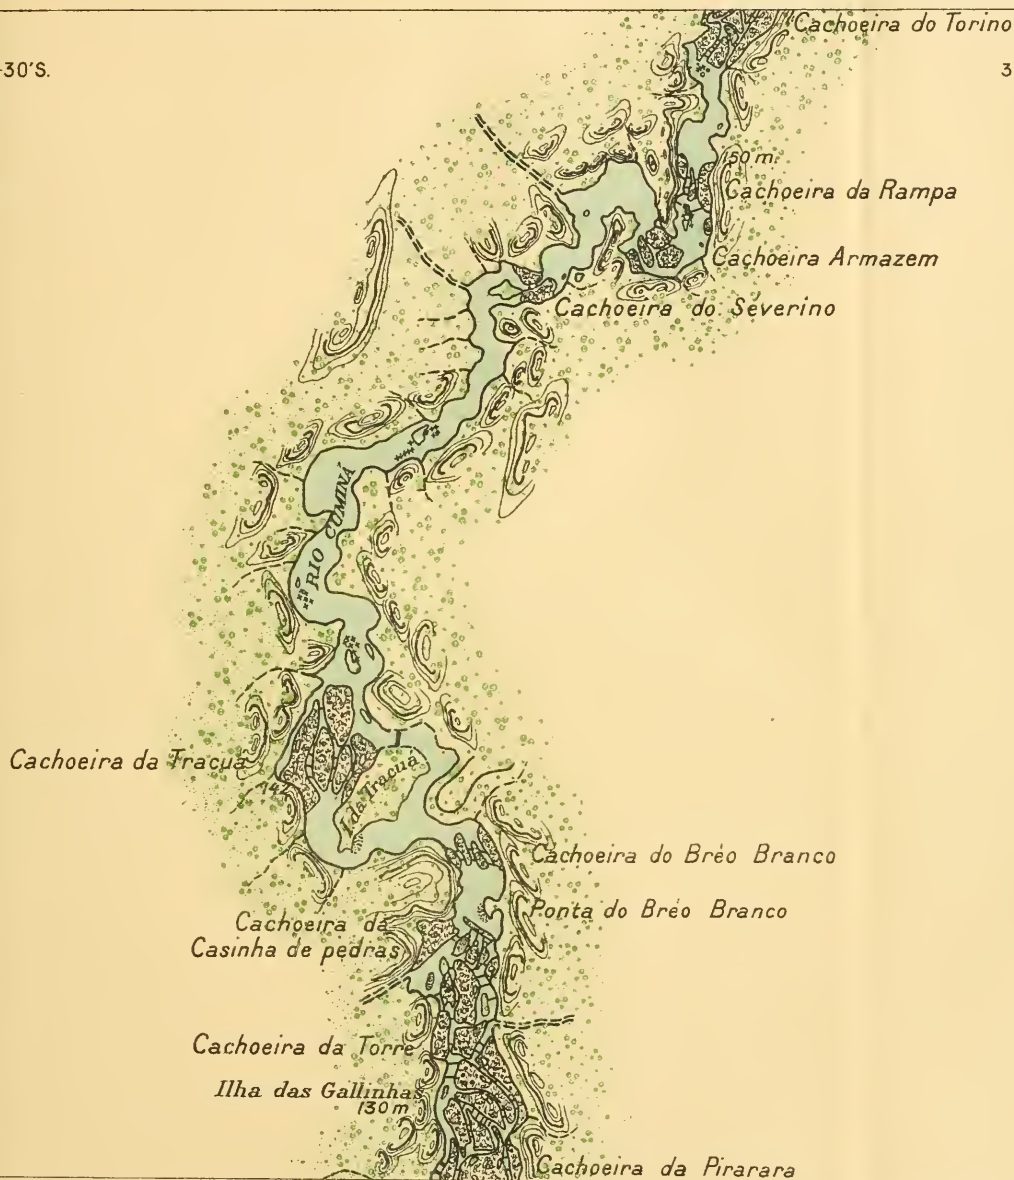 Cachoeira do Torino
30'S.
3
150 m.
Cachoeira da Rampa
Cachoeira Armazem
Cachoeira do Severino
RIO CUMINÁ
Cachoeira da Tracuá
I. da Tracuá
Cachoeira do Brèo Branco
Ponta do Brèo Branco
Cachoeira da
Casinha de pedras
Cachoeira da Torre
Ilha das Gallinhas
130 m
Cachoeira da Pirarara